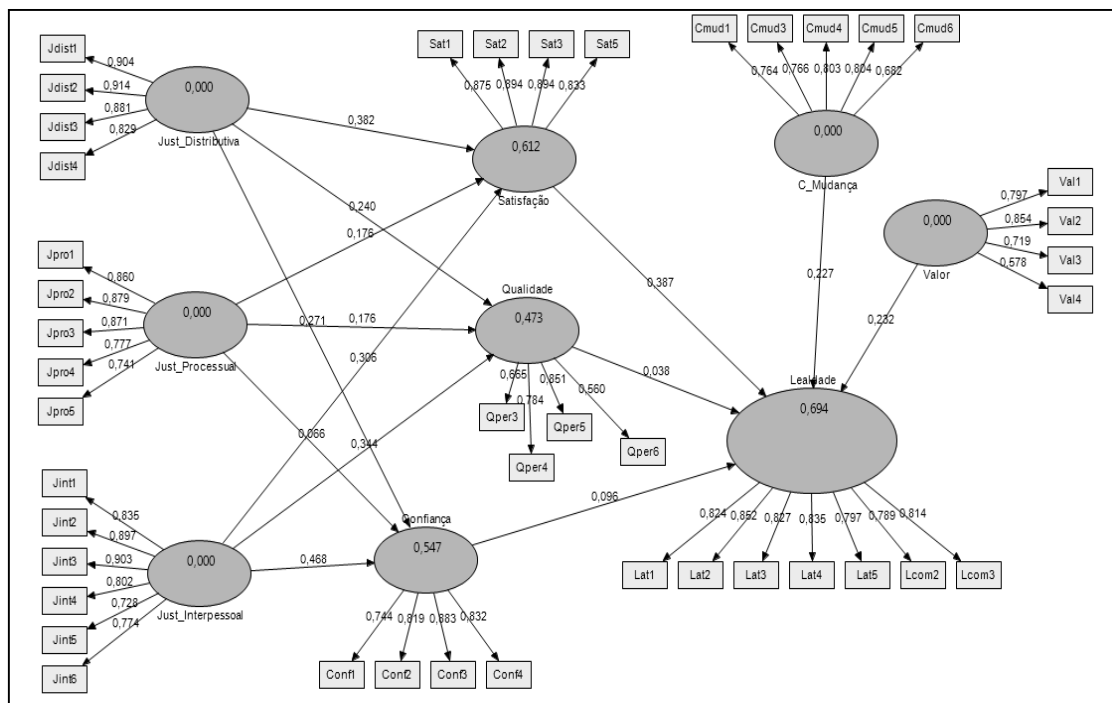 Jdist1
Jdist2
Jdist3
Jdist4
0,904
0,914
0,881
0,829
0,000
Just_Distributiva
Jpro1
Jpro2
Jpro3
Jpro4
Jpro5
0,860
0,879
0,871
0,777
0,741
0,000
Just_Processual
Jint1
Jint2
Jint3
Jint4
Jint5
Jint6
0,835
0,897
0,903
0,802
0,728
0,774
0,000
Just_Interpessoal
0,382
0,240
0,176
0,271
0,176
0,306
0,066
0,344
0,468
Sat1
Sat2
Sat3
Sat5
0,875
0,894
0,894
0,833
0,612
Satisfação
Qualidade
0,473
0,665
0,784
0,851
0,560
Qper3
Qper4
Qper5
Qper6
Confiança
0,547
0,744
0,819
0,883
0,832
Conf1
Conf2
Conf3
Conf4
0,387
0,038
0,096
0,227
0,232
Cmud1
Cmud3
Cmud4
Cmud5
Cmud6
0,764
0,766
0,803
0,804
0,682
0,000
C_Mudança
Val1
Val2
Val3
Val4
0,797
0,854
0,719
0,578
0,000
Valor
Lealdade
0,694
0,824
0,852
0,827
0,835
0,797
0,789
0,814
Lat1
Lat2
Lat3
Lat4
Lat5
Lcom2
Lcom3